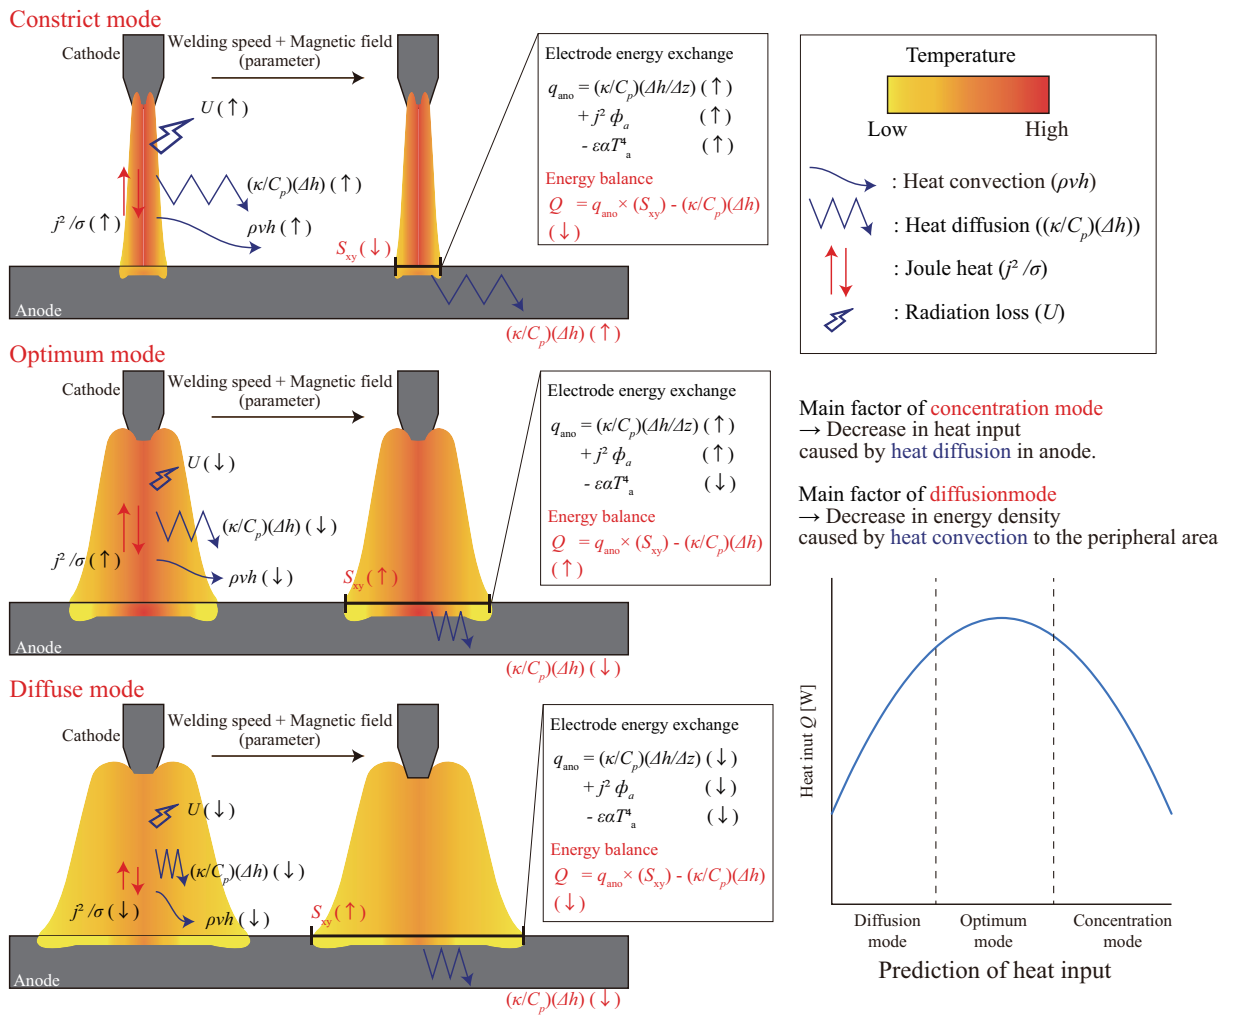 Constrict mode
Cathode
Welding speed + Magnetic field
(parameter)
U (↑)
(κ/Cp)(Δh) (↑)
j² /σ (↑)
ρvh (↑)
Sxy (↓)
Anode
(κ/Cp)(Δh) (↑)
Electrode energy exchange
qano = (κ/Cp)(Δh/Δz) (↑)
+ j² ϕa (↑)
- εαT⁴a (↑)
Energy balance
Q = qano × (Sxy) - (κ/Cp)(Δh)
(↓)
Optimum mode
Cathode
Welding speed + Magnetic field
(parameter)
U (↓)
(κ/Cp)(Δh) (↓)
j² /σ (↑)
ρvh (↓)
Sxy (↑)
Anode
(κ/Cp)(Δh) (↓)
Electrode energy exchange
qano = (κ/Cp)(Δh/Δz) (↑)
+ j² ϕa (↑)
- εαT⁴a (↓)
Energy balance
Q = qano × (Sxy) - (κ/Cp)(Δh)
(↑)
Diffuse mode
Cathode
Welding speed + Magnetic field
(parameter)
U (↓)
(κ/Cp)(Δh) (↓)
j² /σ (↓)
ρvh (↓)
Sxy (↑)
Anode
(κ/Cp)(Δh) (↓)
Electrode energy exchange
qano = (κ/Cp)(Δh/Δz) (↓)
+ j² ϕa (↓)
- εαT⁴a (↓)
Energy balance
Q = qano × (Sxy) - (κ/Cp)(Δh)
(↓)
Temperature
Low High
: Heat convection (ρvh)
: Heat diffusion ((κ/Cp)(Δh))
: Joule heat (j² /σ)
: Radiation loss (U)
Main factor of concentration mode
→ Decrease in heat input
caused by heat diffusion in anode.
Main factor of diffusionmode
→ Decrease in energy density
caused by heat convection to the peripheral area
Heat inut Q [W]
Diffusion Optimum Concentration
mode mode mode
Prediction of heat input